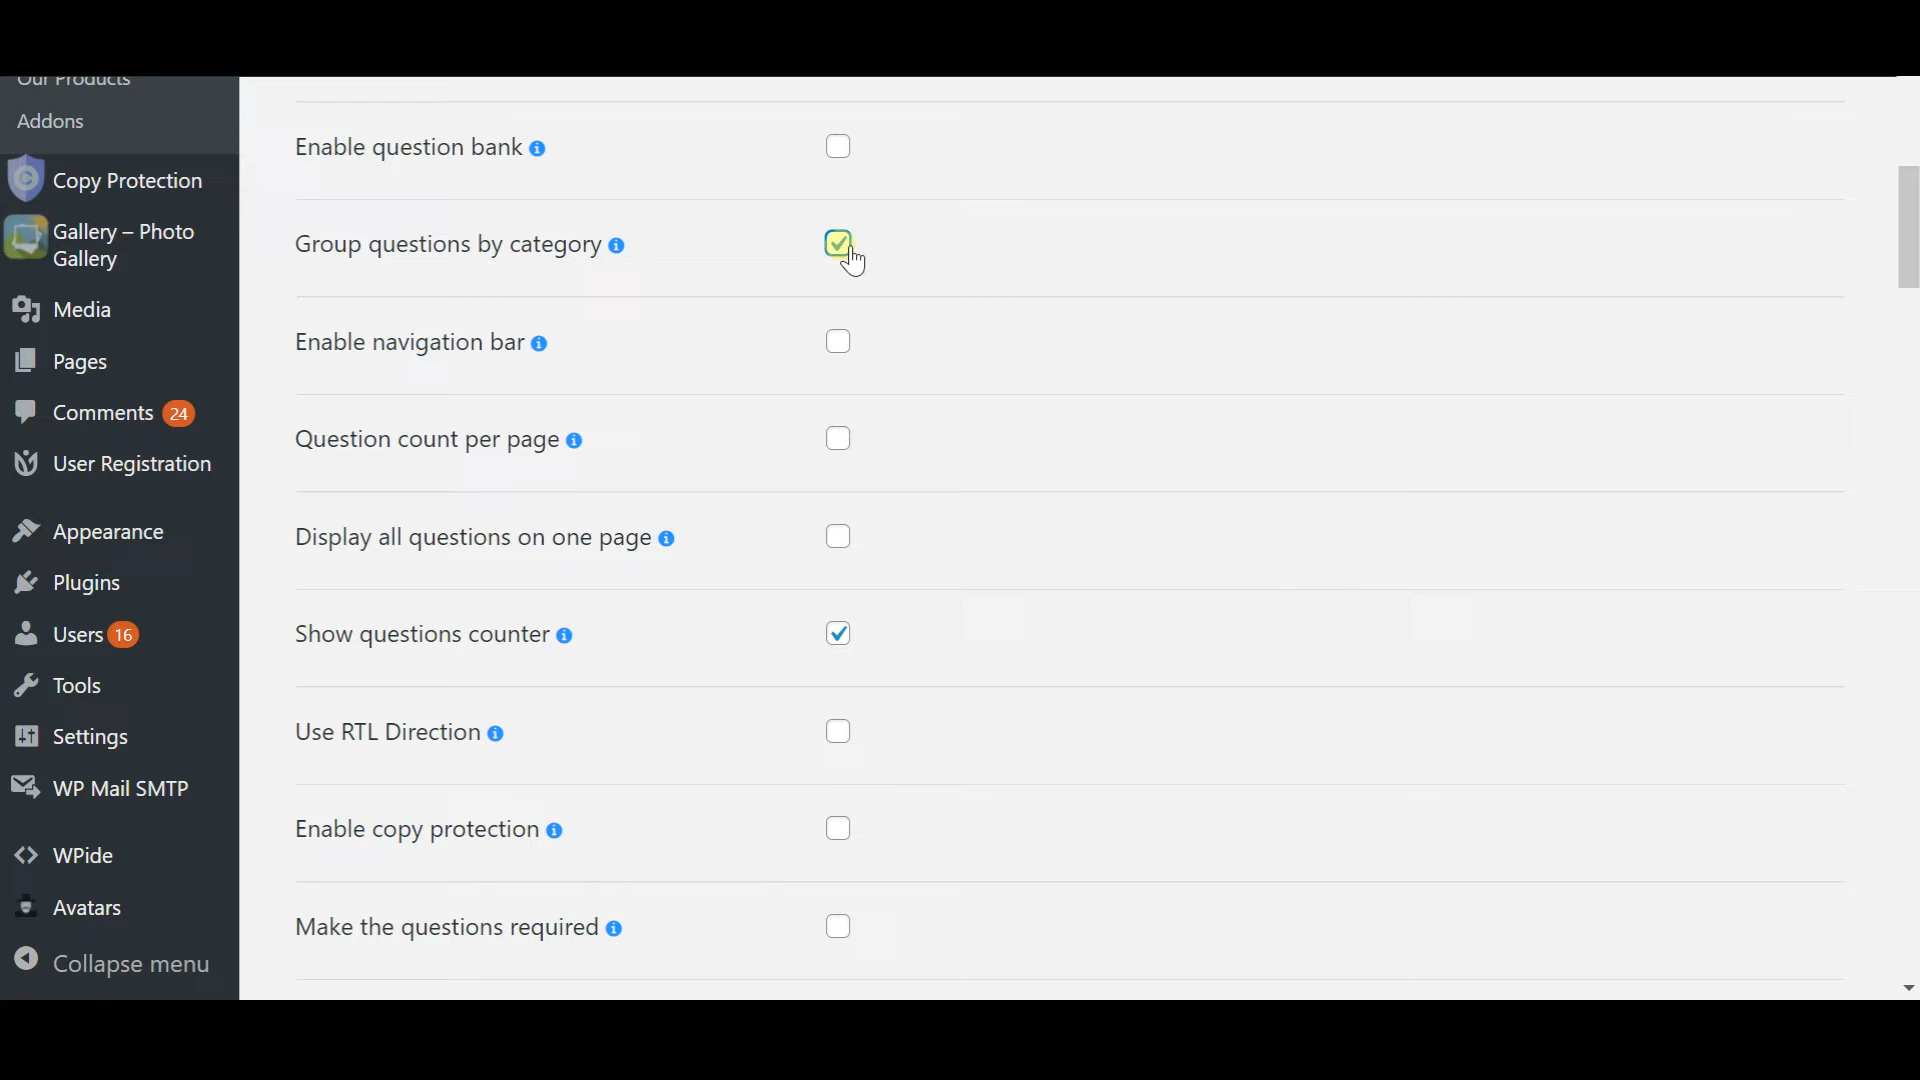 Our Products
Addons
Copy Protection
Gallery – Photo
Gallery
Media
Pages
Comments 24
User Registration
Appearance
Plugins
Users 16
Tools
Settings
WP Mail SMTP
WPide
Avatars
Collapse menu
Enable question bank
Group questions by category
Enable navigation bar
Question count per page
Display all questions on one page
Show questions counter
Use RTL Direction
Enable copy protection
Make the questions required